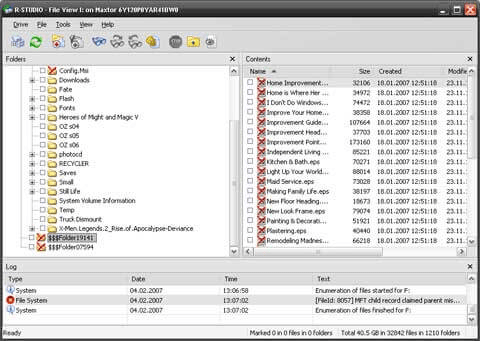 R-STUDIO - File View I: on Maxtor 6Y120P0YAR41BW0
Drive File Tools View Help
Folders
Config.Msi
Downloads
Fate
Flash
Fonts
Heroes of Might and Magic V
OZ s04
OZ s05
OZ s06
photocd
RECYCLER
Saves
Small
Still Life
System Volume Information
Temp
Truck Dismount
X-Men.Legends.2_Rise.of.Apocalypse-Deviance
$$$Folder19141
$$$Folder07594
Contents
Name Size Created Modifie
Home Improvement... 32106 18.01.2007 12:51:18 23.11.
Home is Where Her ... 34972 18.01.2007 12:51:18 23.11.
I Don't Do Windows... 74472 18.01.2007 12:51:18 23.11.
Improve Your Home... 38358 18.01.2007 12:51:18 23.11.
Improvement Guide... 107664 18.01.2007 12:51:18 23.11.
Improvement Head... 37703 18.01.2007 12:51:18 23.11.
Improvement Point... 173160 18.01.2007 12:51:18 23.11.
Independent Living ... 85221 18.01.2007 12:51:18 23.11.
Kitchen & Bath.eps 70271 18.01.2007 12:51:18 23.11.
Light Up Your World... 88014 18.01.2007 12:51:18 23.11.
Maid Service.eps 73028 18.01.2007 12:51:18 23.11.
Making Family Life.eps 38197 18.01.2007 12:51:18 23.11.
New Floor Heading.... 18673 18.01.2007 12:51:18 23.11.
New Look Frame.eps 79074 18.01.2007 12:51:18 23.11.
Painting & Decorati... 51921 18.01.2007 12:51:18 23.11.
Plastering.eps 40440 18.01.2007 12:51:18 23.11.
Remodeling Madnes... 66218 18.01.2007 12:51:18 23.11.
Log
Type Date Time Text
System 04.02.2007 13:06:58 Enumeration of files started for F:
File System 04.02.2007 13:07:02 [FileId: 8057] MFT child record claimed parent mis...
System 04.02.2007 13:07:02 Enumeration of files finished for F:
Ready Marked 0 in 0 files in 0 folders Total 40.5 GB in 32842 files in 1210 folders